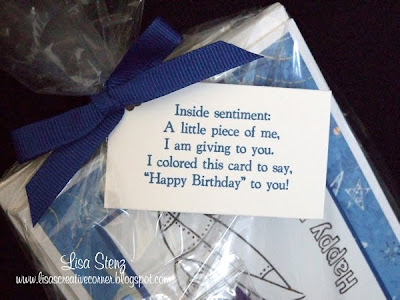 Inside sentiment:
A little piece of me,
I am giving to you.
I colored this card to say,
"Happy Birthday" to you!
Happy
Lisa Stenz
www.lisascreativecorner.blogspot.com